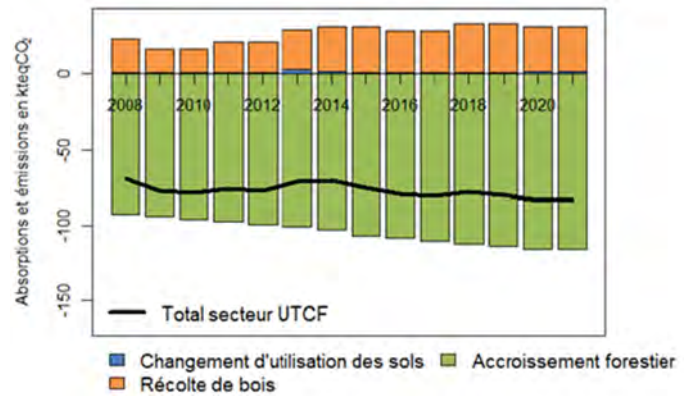 Absorptions et émissions en kteqCO₂
0
-50
-100
-150
2008 2010 2012 2014 2016 2018 2020
Total secteur UTCF
Changement d'utilisation des sols Accroissement forestier
Récolte de bois